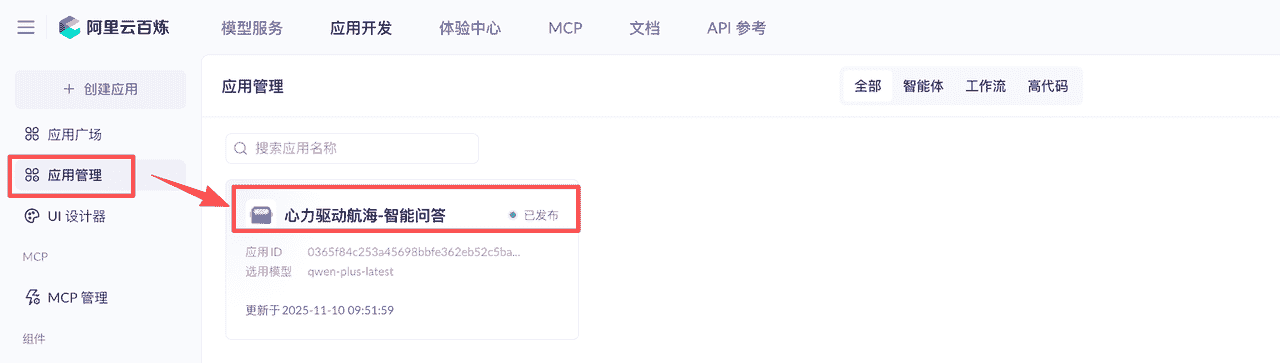 阿里云百炼 模型服务 应用开发 体验中心 MCP 文档 API 参考
+ 创建应用
应用广场
应用管理
UI 设计器
MCP
MCP 管理
组件
应用管理 全部 智能体 工作流 高代码
搜索应用名称
心力驱动航海-智能问答 已发布
应用 ID 0365f84c253a45698bbfe362eb52c5ba...
选用模型 qwen-plus-latest
更新于 2025-11-10 09:51:59